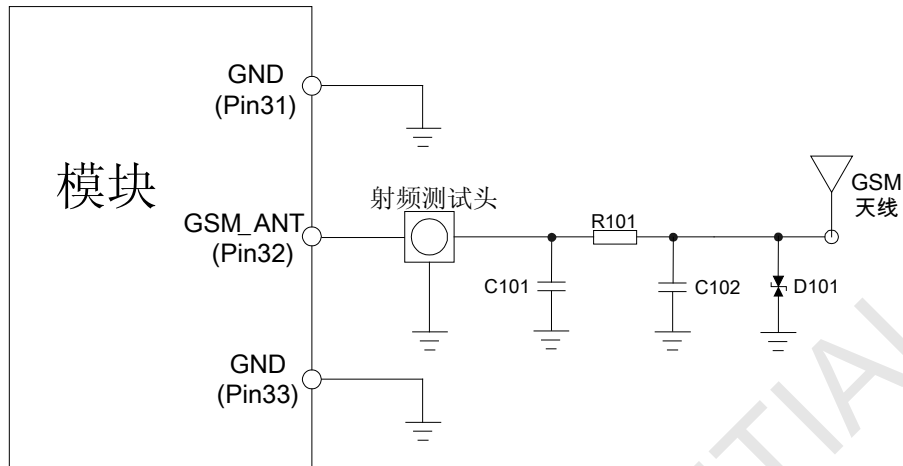 GND
(Pin31)
模块
射频测试头
GSM_ANT
(Pin32)
R101
GSM
天线
C101
C102
D101
GND
(Pin33)